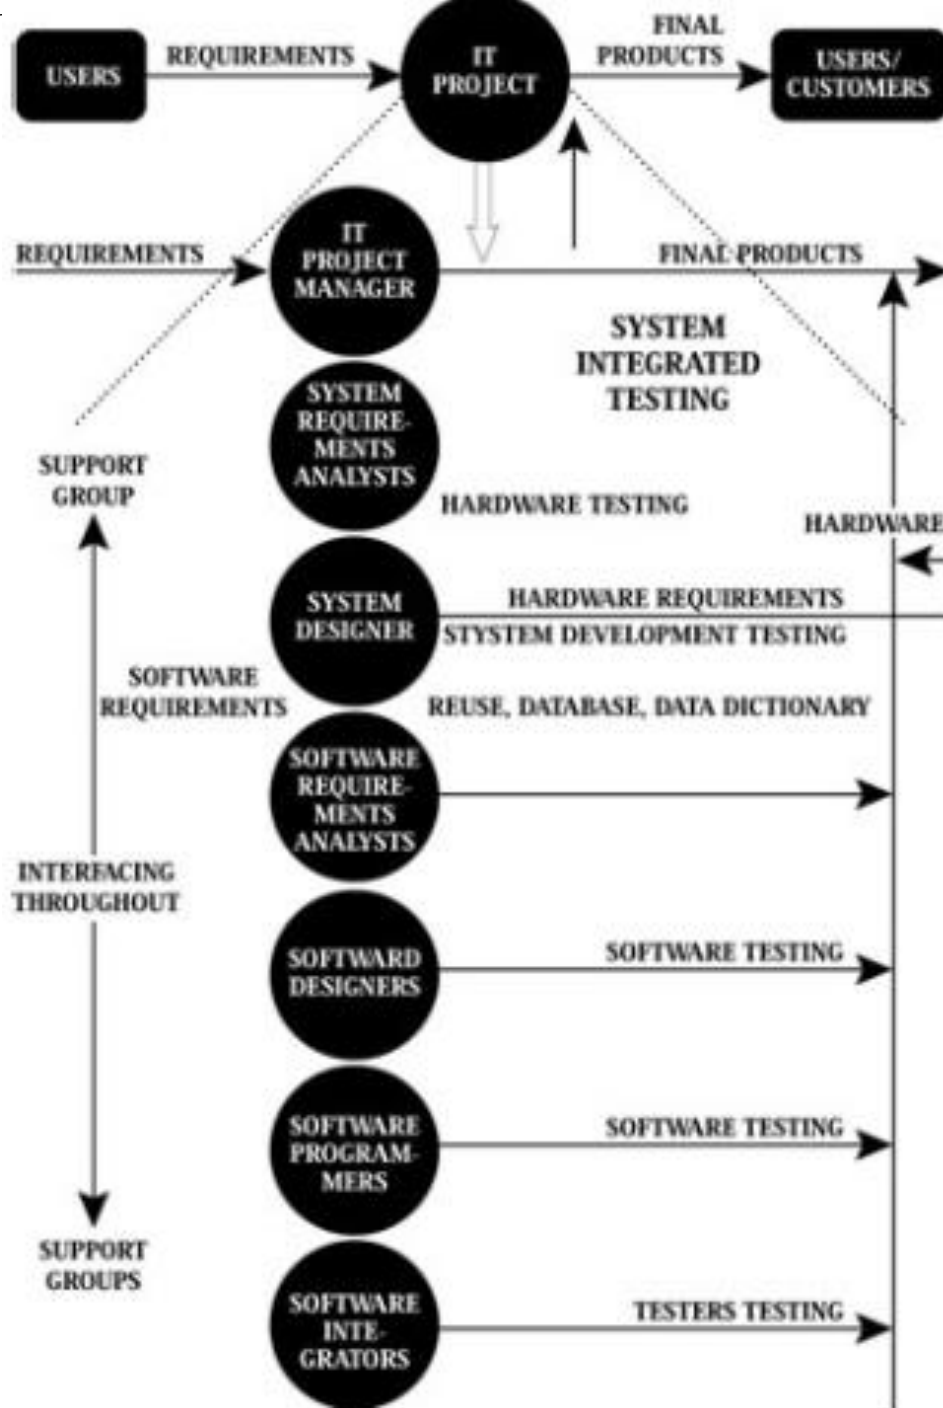 USERS
REQUIREMENTS
IT
PROJECT
FINAL
PRODUCTS
USERS/
CUSTOMERS
REQUIREMENTS
IT
PROJECT
MANAGER
FINAL PRODUCTS
SYSTEM
INTEGRATED
TESTING
SYSTEM
REQUIRE-
MENTS
ANALYSTS
SUPPORT
GROUP
HARDWARE TESTING
HARDWARE
SYSTEM
DESIGNER
HARDWARE REQUIREMENTS
STYSTEM DEVELOPMENT TESTING
SOFTWARE
REQUIREMENTS
REUSE, DATABASE, DATA DICTIONARY
SOFTWARE
REQUIRE-
MENTS
ANALYSTS
INTERFACING
THROUGHOUT
SOFTWARD
DESIGNERS
SOFTWARE TESTING
SOFTWARE
PROGRAM-
MERS
SOFTWARE TESTING
SUPPORT
GROUPS
SOFTWARE
INTE-
GRATORS
TESTERS TESTING